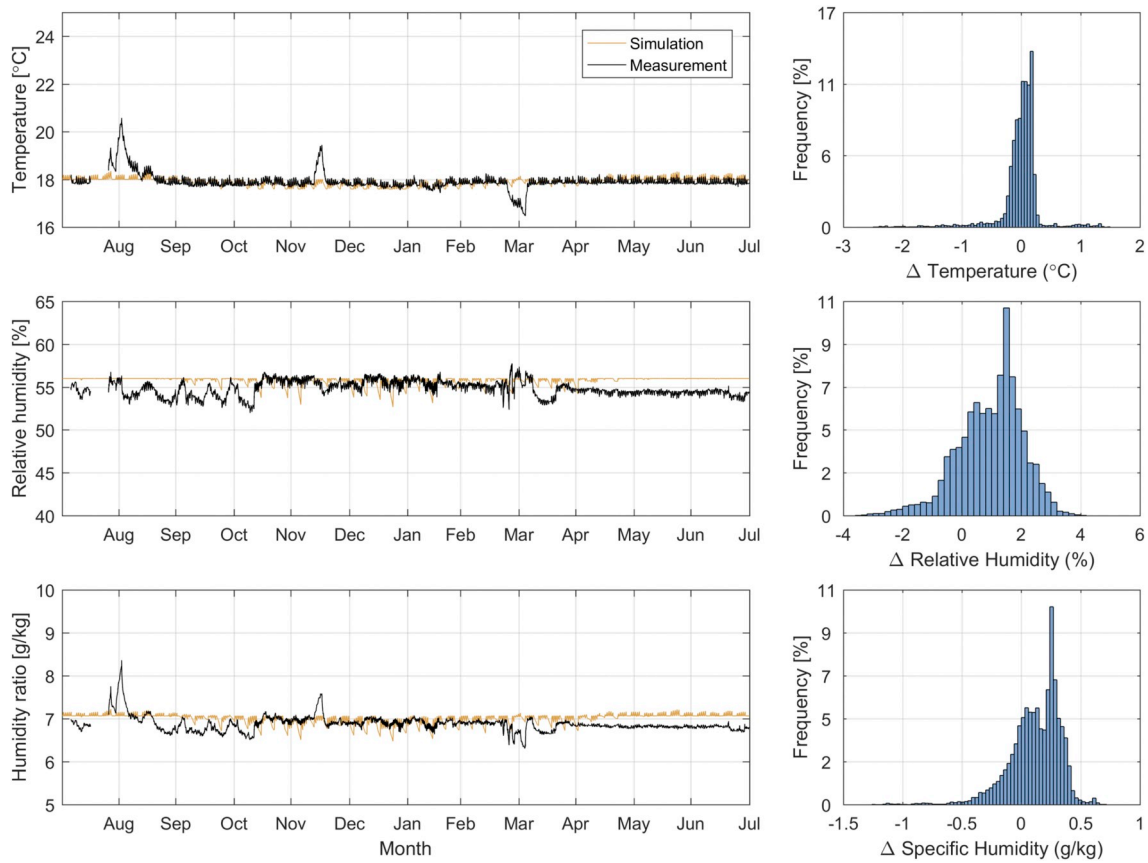 24
22
20
18
16
Temperature [°C]
Simulation
Measurement
Aug Sep Oct Nov Dec Jan Feb Mar Apr May Jun Jul
17
11
6
0
Frequency [%]
-3 -2 -1 0 1 2
Δ Temperature (°C)
65
60
55
50
45
40
Relative humidity [%]
Aug Sep Oct Nov Dec Jan Feb Mar Apr May Jun Jul
11
9
7
5
2
0
Frequency [%]
-4 -2 0 2 4 6
Δ Relative Humidity (%)
10
9
8
7
6
5
Humidity ratio [g/kg]
Aug Sep Oct Nov Dec Jan Feb Mar Apr May Jun Jul
Month
11
9
7
5
2
0
Frequency [%]
-1.5 -1 -0.5 0 0.5 1
Δ Specific Humidity (g/kg)